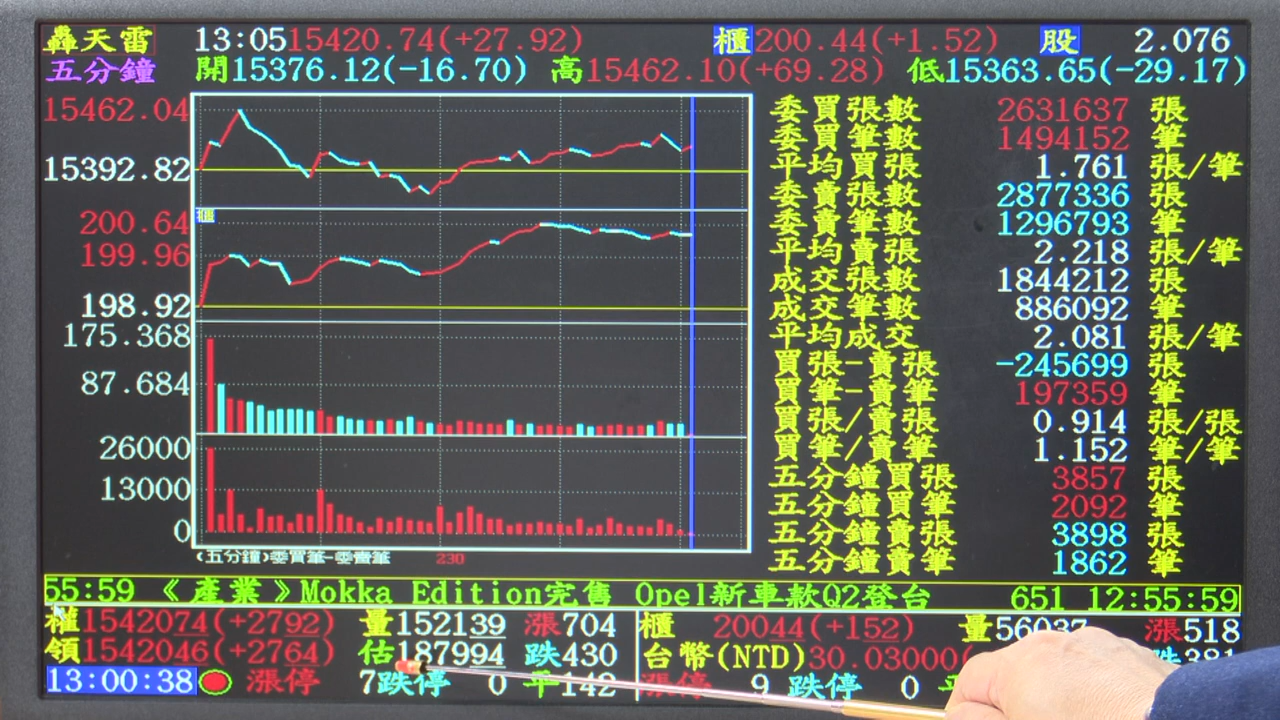 轟天雷 13:05 15420.74(+27.92) 櫃 200.44(+1.52) 股 2.076
五分鐘 開15376.12(-16.70) 高15462.10(+69.28) 低15363.65(-29.17)
15462.04
15392.82
櫃
200.64
199.96
198.92
175.368
87.684
26000
13000
0
(五分鐘)委買筆-委賣筆 230
委買張數 2631637 張
委買筆數 1494152 筆
平均買張 1.761 張/筆
委賣張數 2877336 張
委賣筆數 1296793 筆
平均賣張 2.218 張/筆
成交張數 1844212 張
成交筆數 886092 筆
平均成交 2.081 張/筆
買張-賣張 -245699 張
買筆-賣筆 197359 筆
買張/賣張 0.914 張/張
買筆/賣筆 1.152 筆/筆
五分鐘買張 3857 張
五分鐘買筆 2092 筆
五分鐘賣張 3898 張
五分鐘賣筆 1862 筆
55:59 《產業》Mokka Edition完售 Opel新車款Q2登台 651 12:55:59
權1542074(+2792) 量152139 漲704 櫃 20044(+152) 量56037 漲518
領1542046(+2764) 估187994 跌430 台幣(NTD)30.03000( 跌381
13:00:38 漲停 7跌停 0 平142 漲停 9 跌停 0